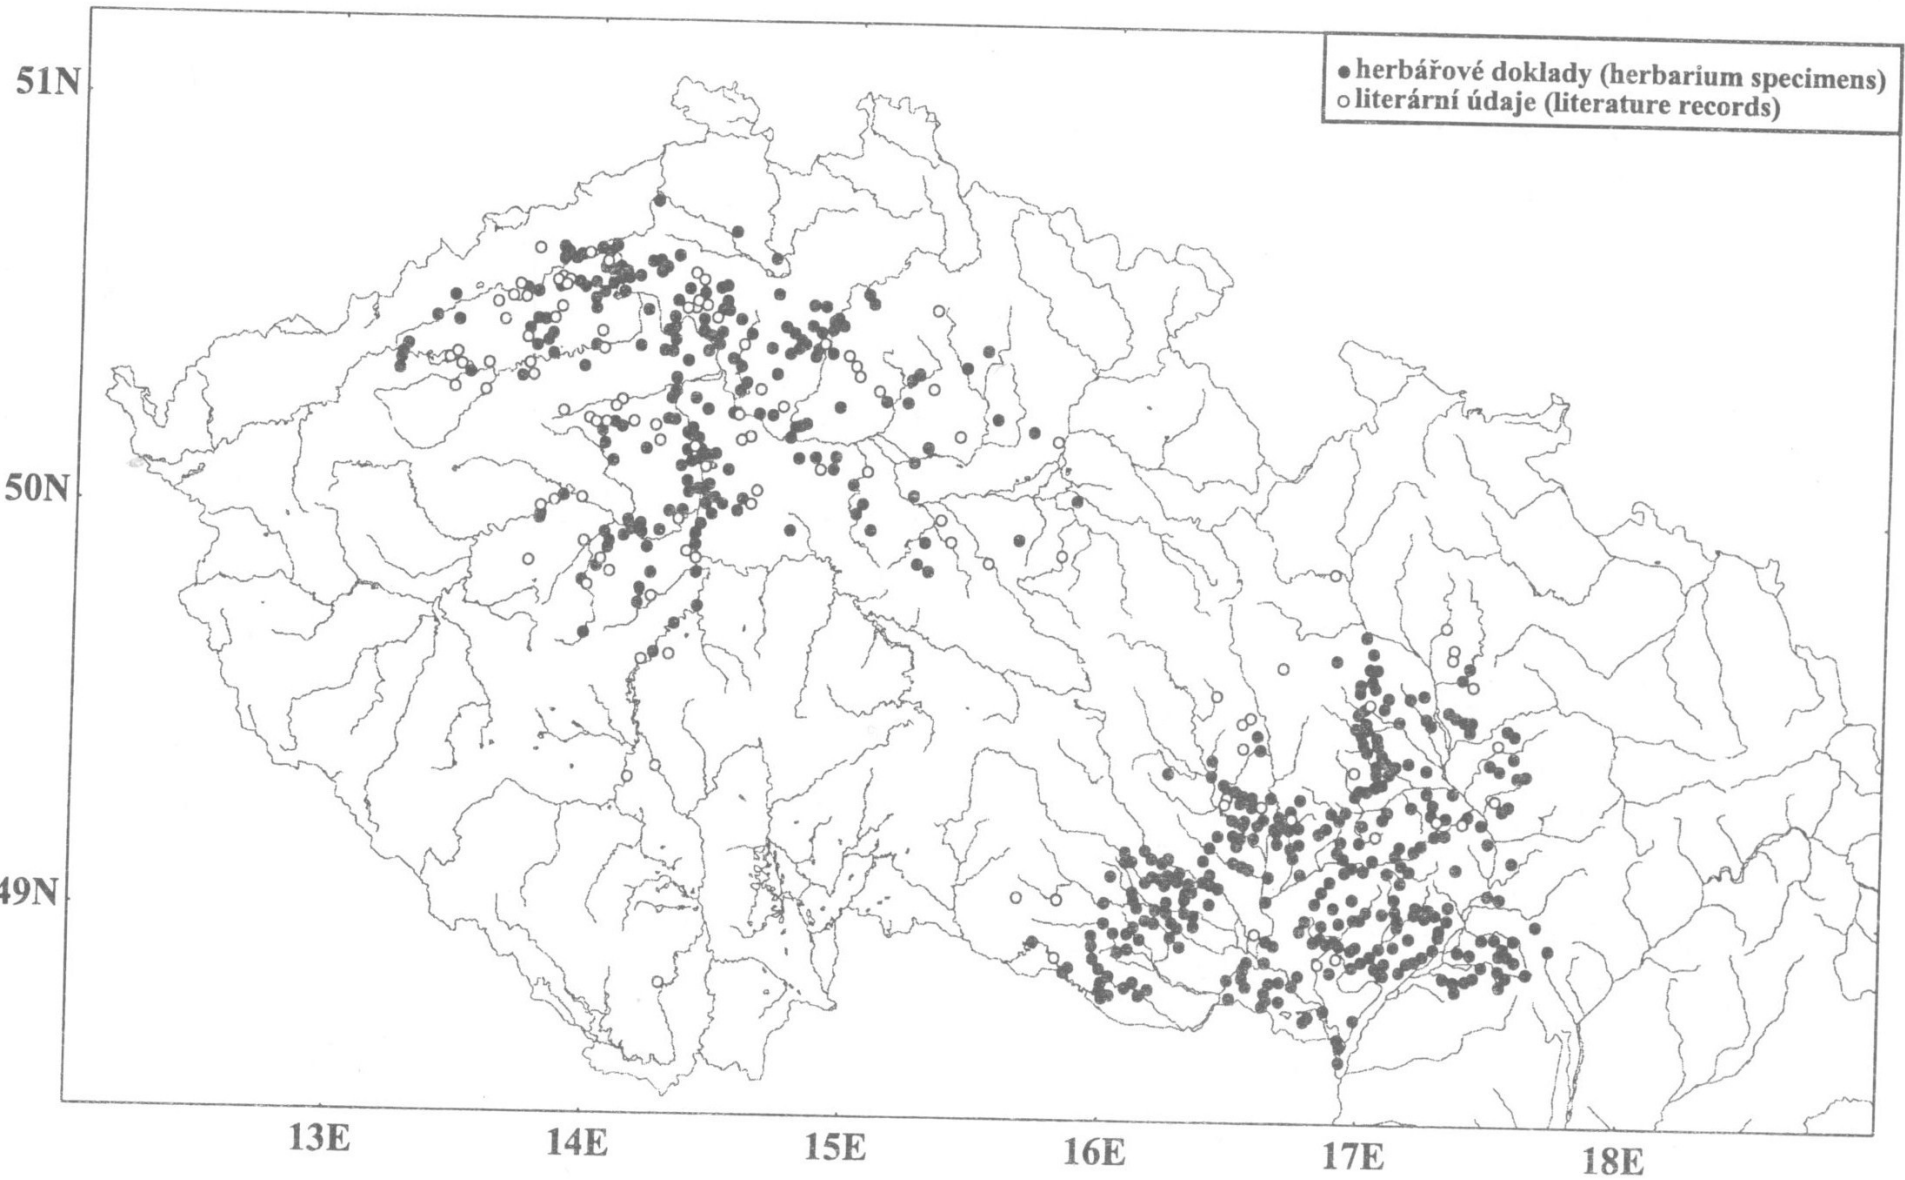 herbářové doklady (herbarium specimens)
literární údaje (literature records)
51N
50N
49N
13E
14E
15E
16E
17E
18E